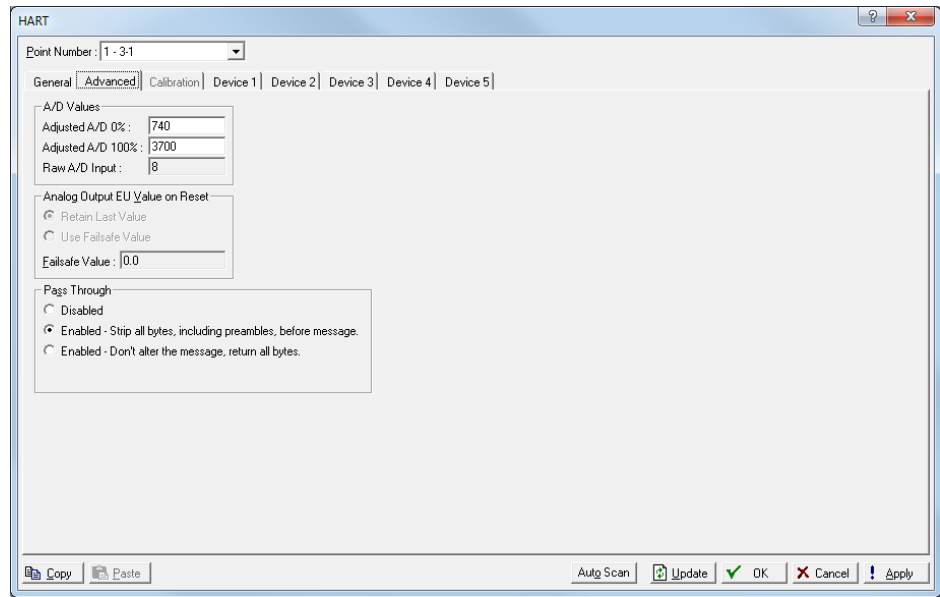 HART
Point Number : 1 - 3-1
General Advanced Calibration Device 1 Device 2 Device 3 Device 4 Device 5
A/D Values
Adjusted A/D 0% : 740
Adjusted A/D 100% : 3700
Raw A/D Input : 8
Analog Output EU Value on Reset
Retain Last Value
Use Failsafe Value
Failsafe Value : 0.0
Pass Through
Disabled
Enabled - Strip all bytes, including preambles, before message.
Enabled - Don't alter the message, return all bytes.
Copy Paste Auto Scan Update OK Cancel Apply